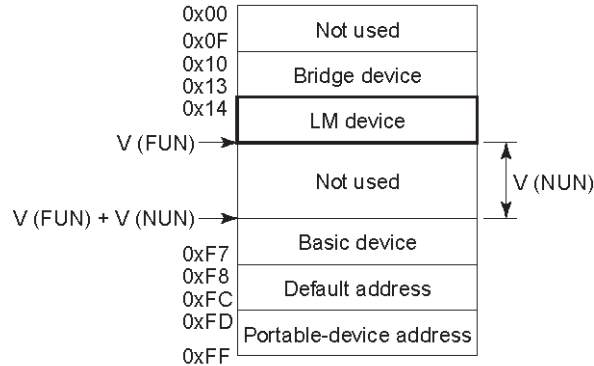 0x00
Not used
0x0F
0x10
Bridge device
0x13
0x14
LM device
V (FUN)
Not used
V (NUN)
V (FUN) + V (NUN)
Basic device
0xF7
0xF8
Default address
0xFC
0xFD
Portable-device address
0xFF